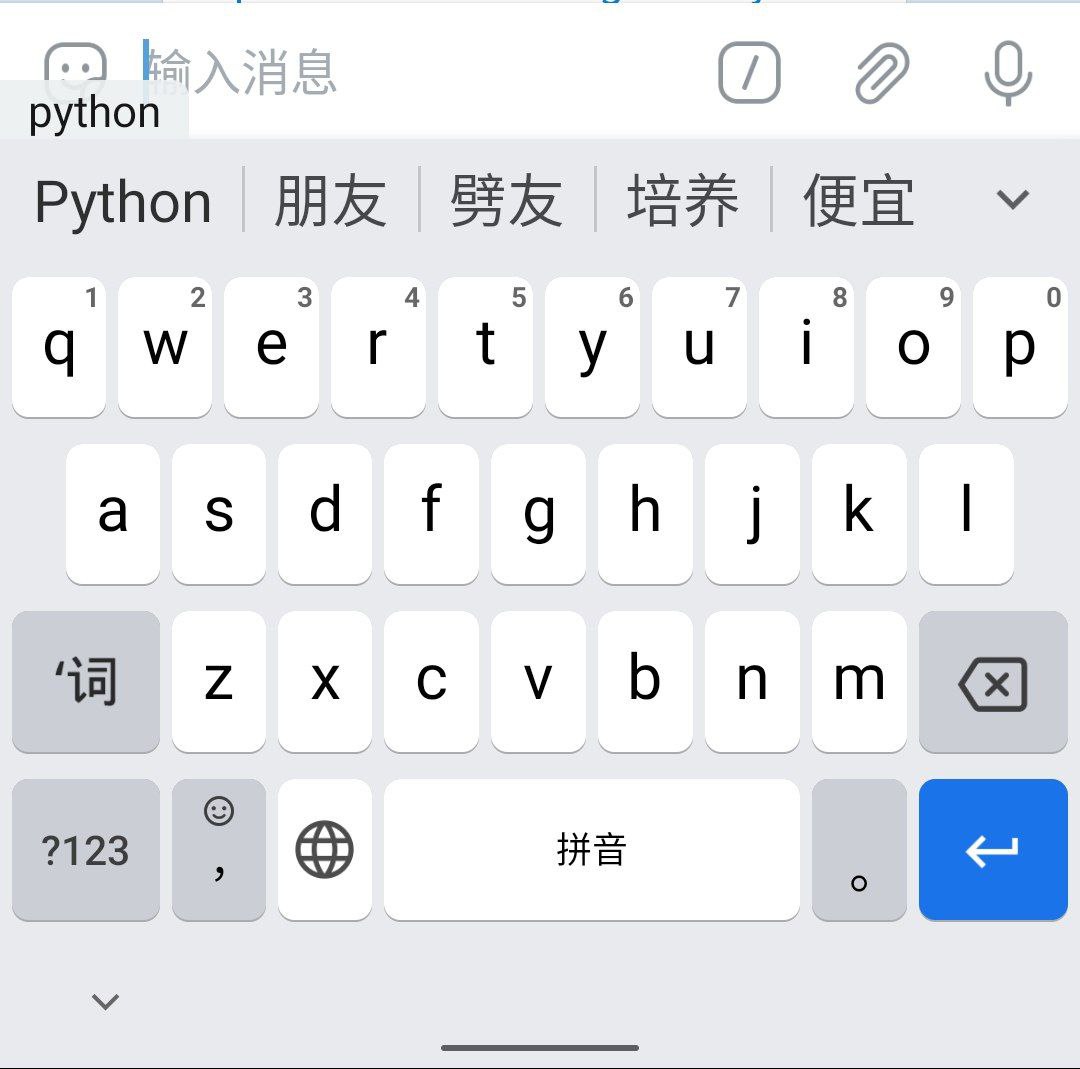 输入消息
python
Python 朋友 劈友 培养 便宜
1 2 3 4 5 6 7 8 9 0
q w e r t y u i o p
a s d f g h j k l
‘词 z x c v b n m
?123 , 拼音 。